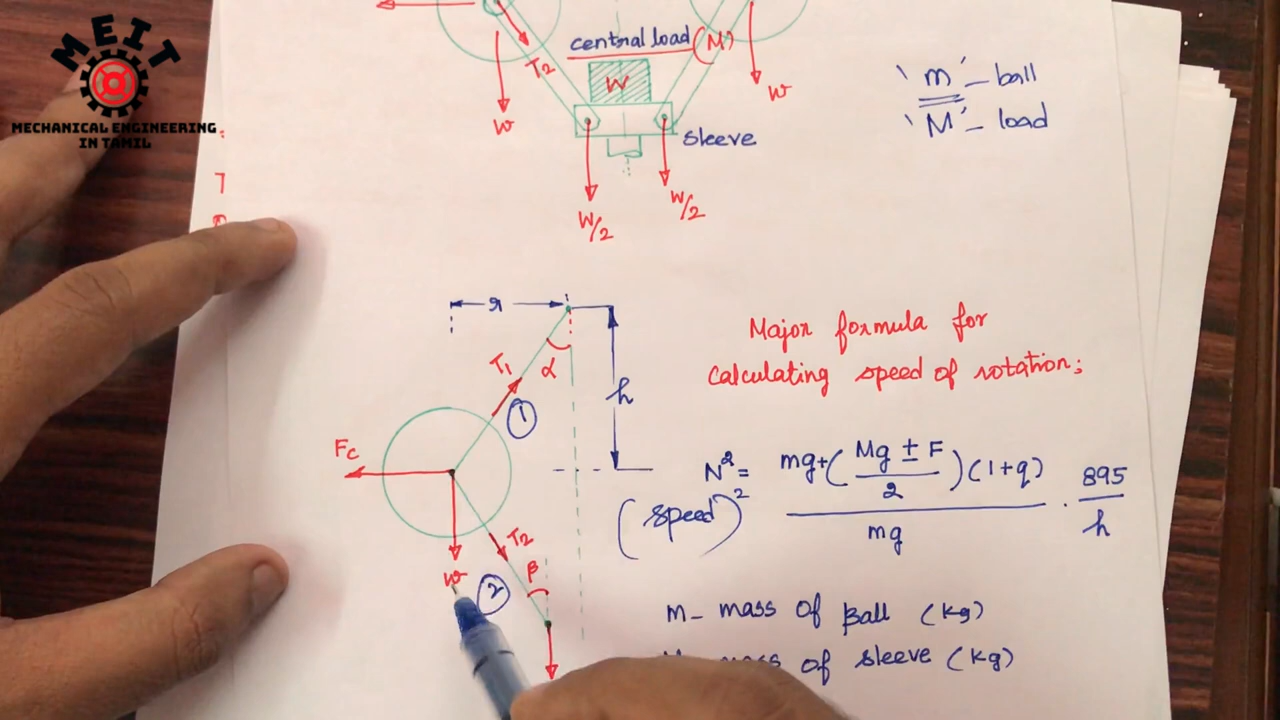 MEIT
MECHANICAL ENGINEERING
IN TAMIL
central load (M)
T2
W
w
w
sleeve
W/2
W/2
'm' - ball
'M' - load
r
T1
α
h
1
Fc
T2
β
w
2
Major formula for
calculating speed of rotation;
N² = mg+(Mg ± F/2)(1+q)/mg · 895/h
(speed)²
m - mass of Ball (kg)
mass of sleeve (kg)